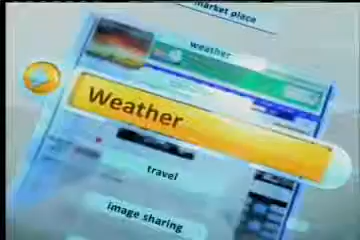 market place
weather
Weather
travel
image sharing